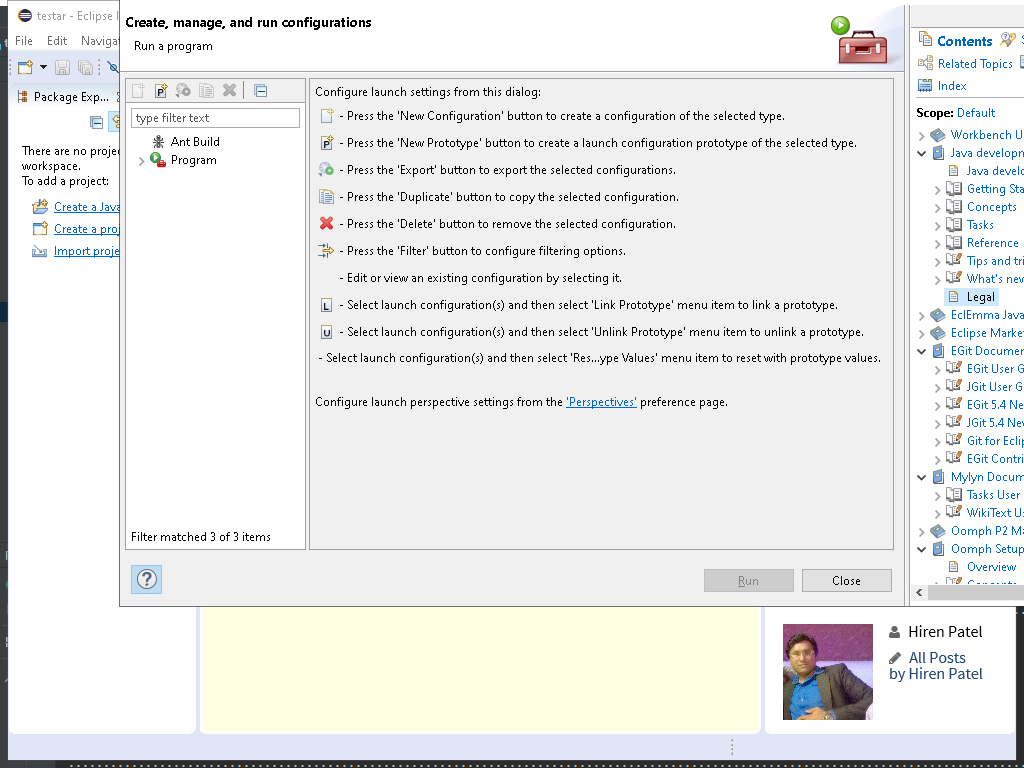 testar - Eclipse I
File Edit Navigat
Package Exp...
There are no projec
workspace.
To add a project:
Create a Java
Create a proj
Import proje
Create, manage, and run configurations
Run a program
type filter text
Ant Build
Program
Filter matched 3 of 3 items
Configure launch settings from this dialog:
- Press the 'New Configuration' button to create a configuration of the selected type.
- Press the 'New Prototype' button to create a launch configuration prototype of the selected type.
- Press the 'Export' button to export the selected configurations.
- Press the 'Duplicate' button to copy the selected configuration.
- Press the 'Delete' button to remove the selected configuration.
- Press the 'Filter' button to configure filtering options.
- Edit or view an existing configuration by selecting it.
L - Select launch configuration(s) and then select 'Link Prototype' menu item to link a prototype.
U - Select launch configuration(s) and then select 'Unlink Prototype' menu item to unlink a prototype.
- Select launch configuration(s) and then select 'Res...ype Values' menu item to reset with prototype values.
Configure launch perspective settings from the 'Perspectives' preference page.
?
Run
Close
Contents
Related Topics
Index
Scope: Default
Workbench U
Java developn
Java develo
Getting Sta
Concepts
Tasks
Reference
Tips and tri
What's new
Legal
EclEmma Java
Eclipse Marke
EGit Documen
EGit User G
JGit User G
EGit 5.4 Ne
JGit 5.4 Nev
Git for Eclip
EGit Contri
Mylyn Docum
Tasks User
WikiText Us
Oomph P2 Ma
Oomph Setup
Overview
Hiren Patel
All Posts
by Hiren Patel